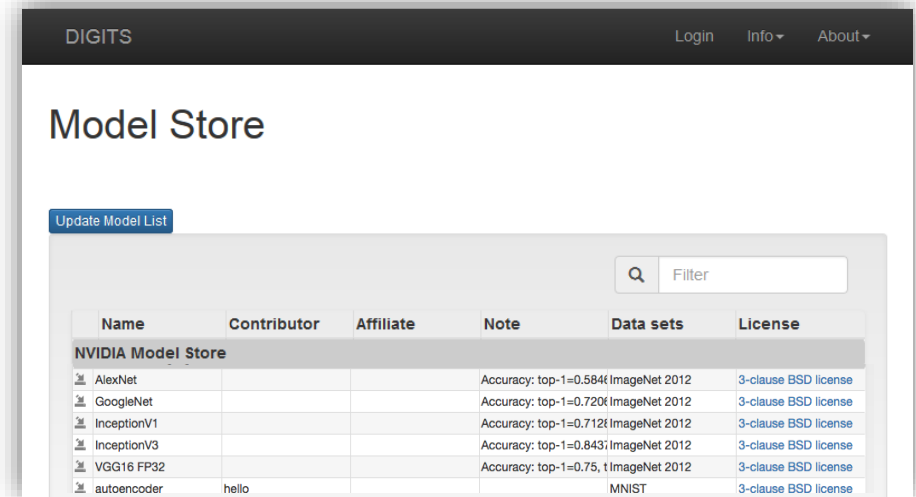 DIGITS Login Info About
Model Store
Update Model List
Filter
Name Contributor Affiliate Note Data sets License
NVIDIA Model Store
AlexNet Accuracy: top-1=0.5846 ImageNet 2012 3-clause BSD license
GoogleNet Accuracy: top-1=0.7206 ImageNet 2012 3-clause BSD license
InceptionV1 Accuracy: top-1=0.7128 ImageNet 2012 3-clause BSD license
InceptionV3 Accuracy: top-1=0.8437 ImageNet 2012 3-clause BSD license
VGG16 FP32 Accuracy: top-1=0.75, t ImageNet 2012 3-clause BSD license
autoencoder hello MNIST 3-clause BSD license